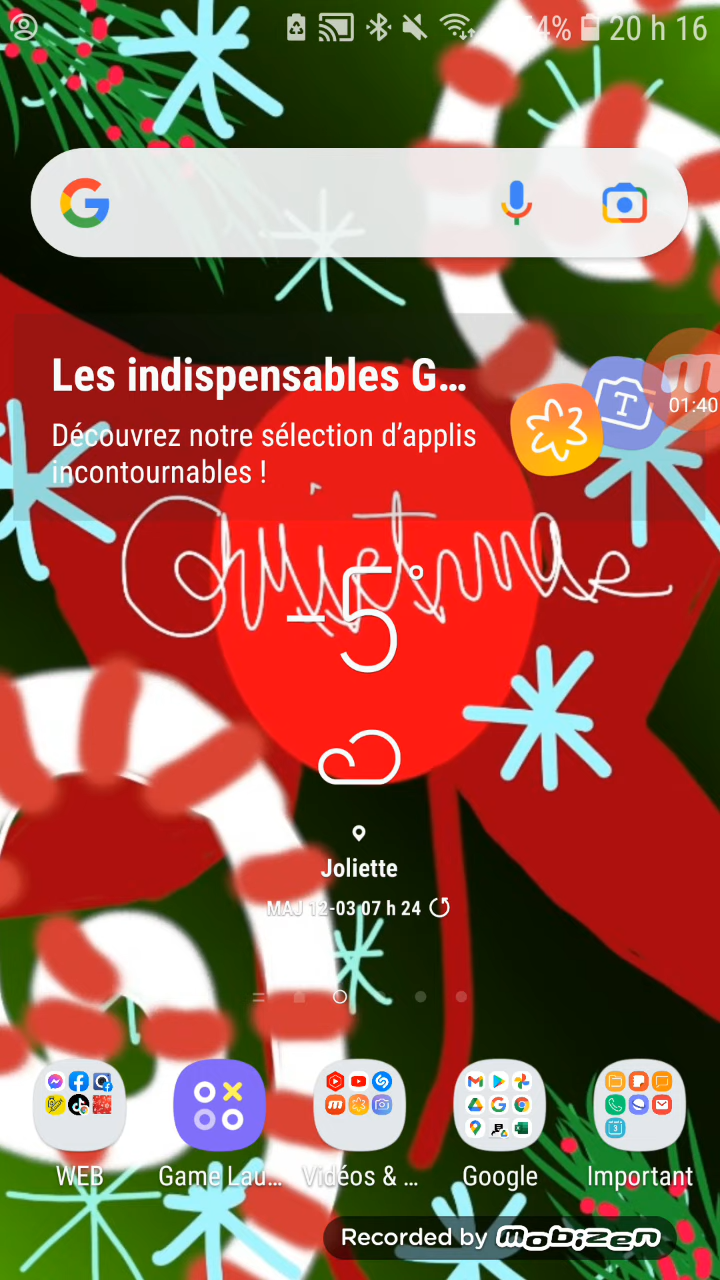 54% 20 h 16
Les indispensables G...
Découvrez notre sélection d'applis
incontournables !
T
01:40
Christmas
-5°
Joliette
MAJ 12-03 07 h 24
WEB
Game Lau...
Vidéos & ...
Google
Important
Recorded by mobizen